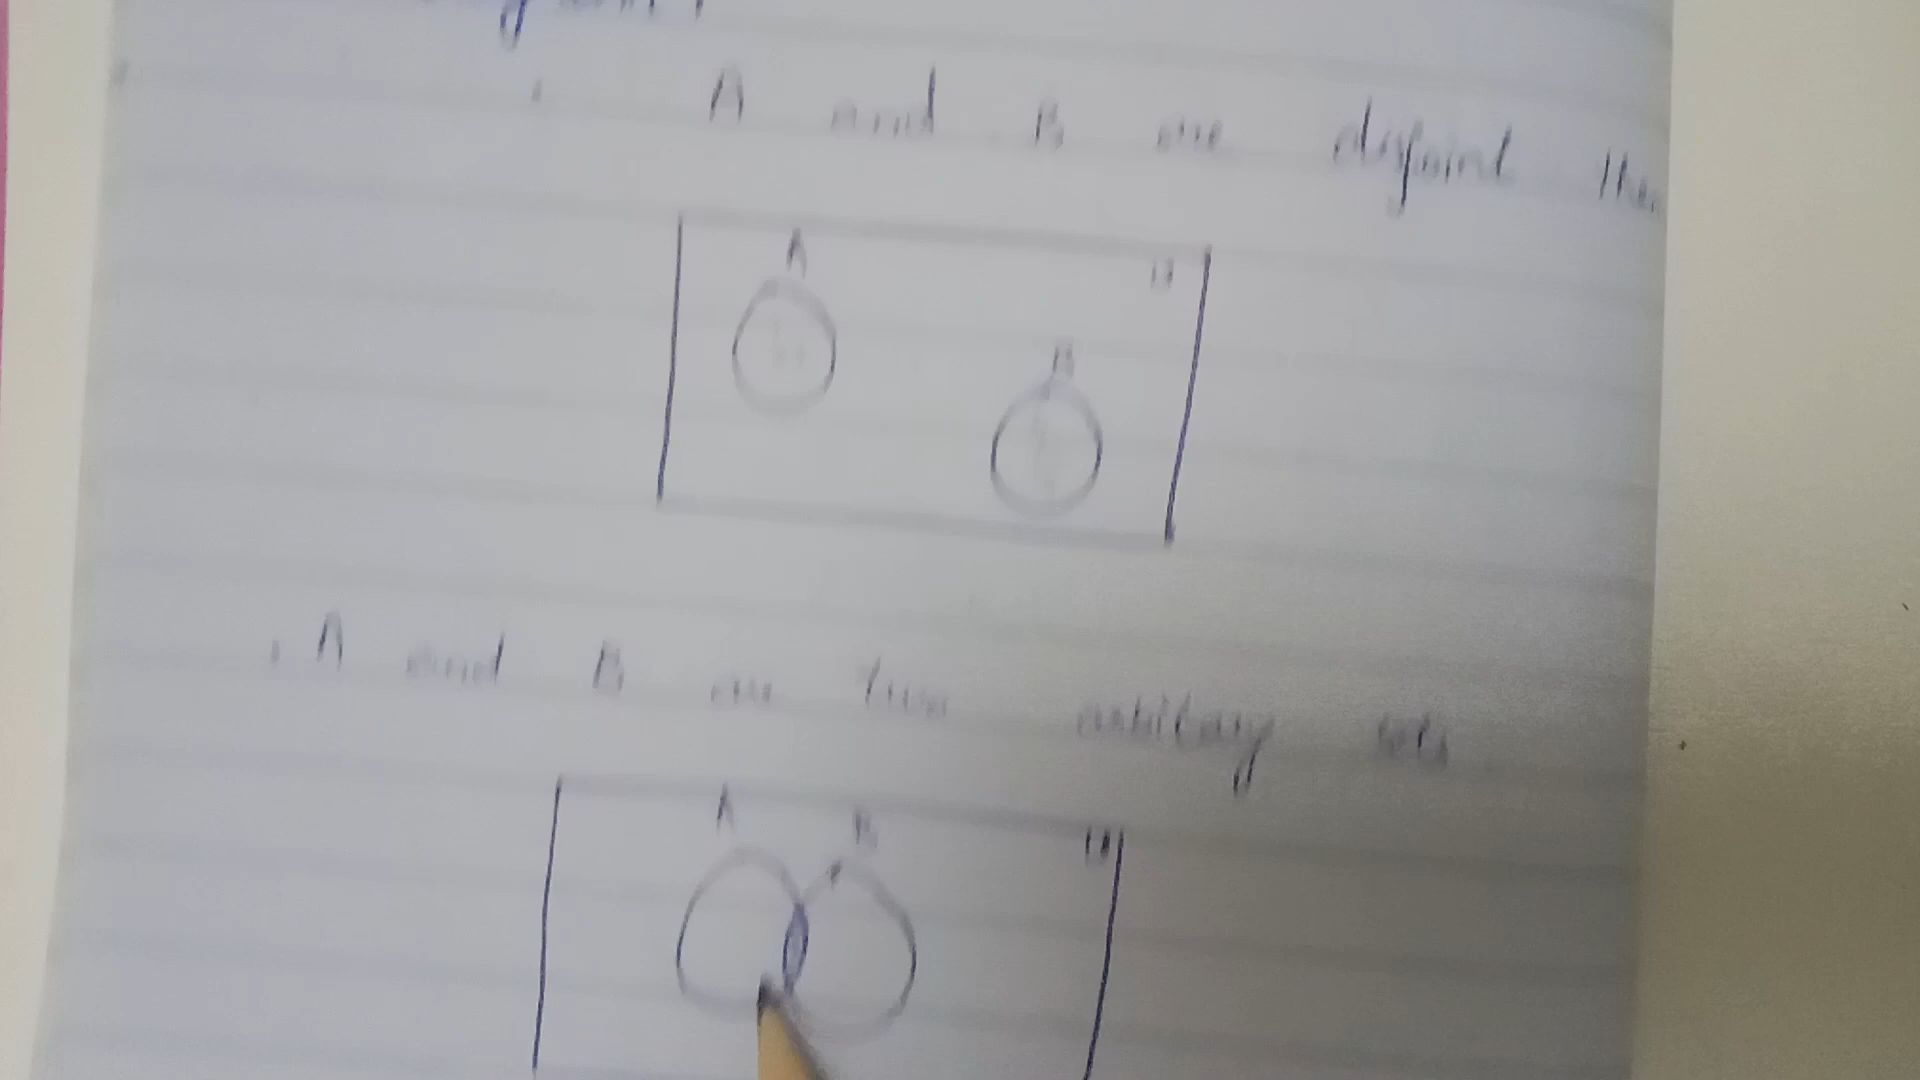 A and B are disjoint then
A U
B
A and B are two arbitary sets
A B U